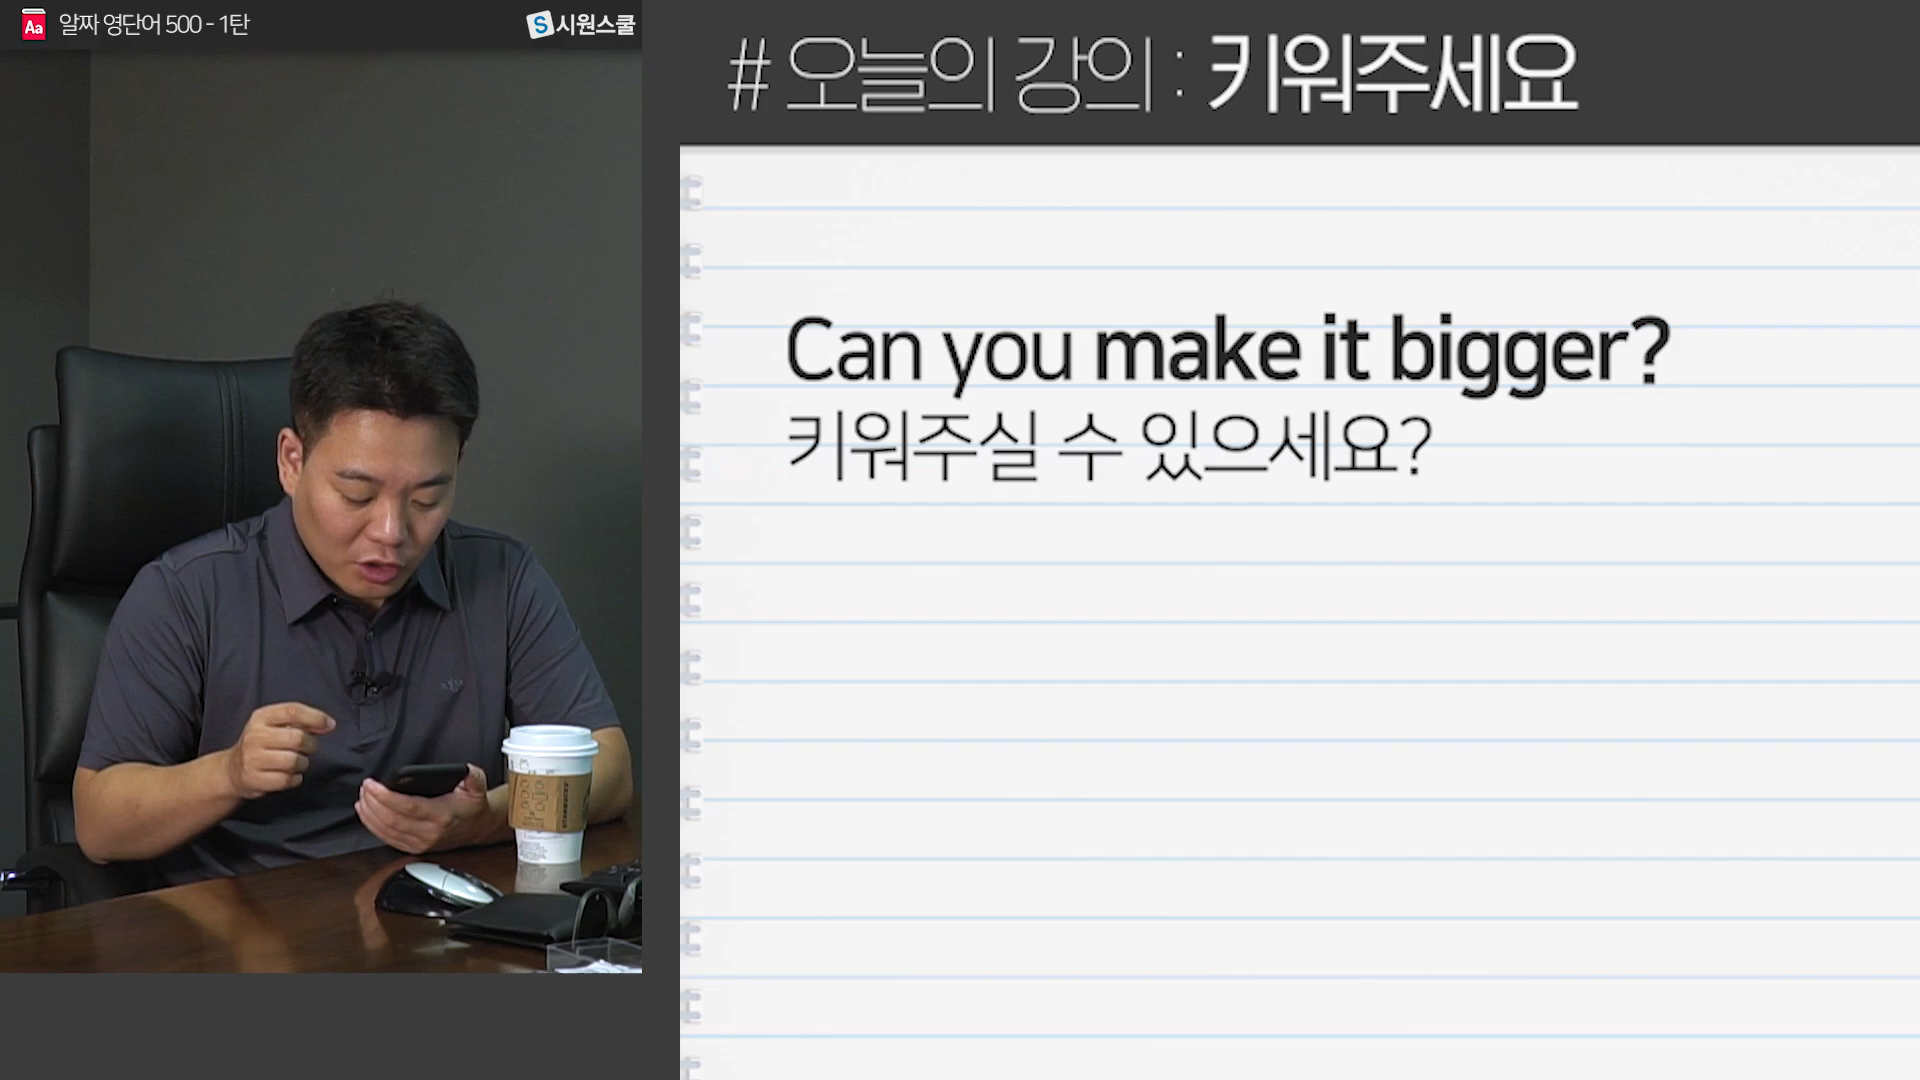 Aa 알짜 영단어 500 - 1탄
S 시원스쿨
# 오늘의 강의 : 키워주세요
Can you make it bigger?
키워주실 수 있으세요?
STARBUCKS